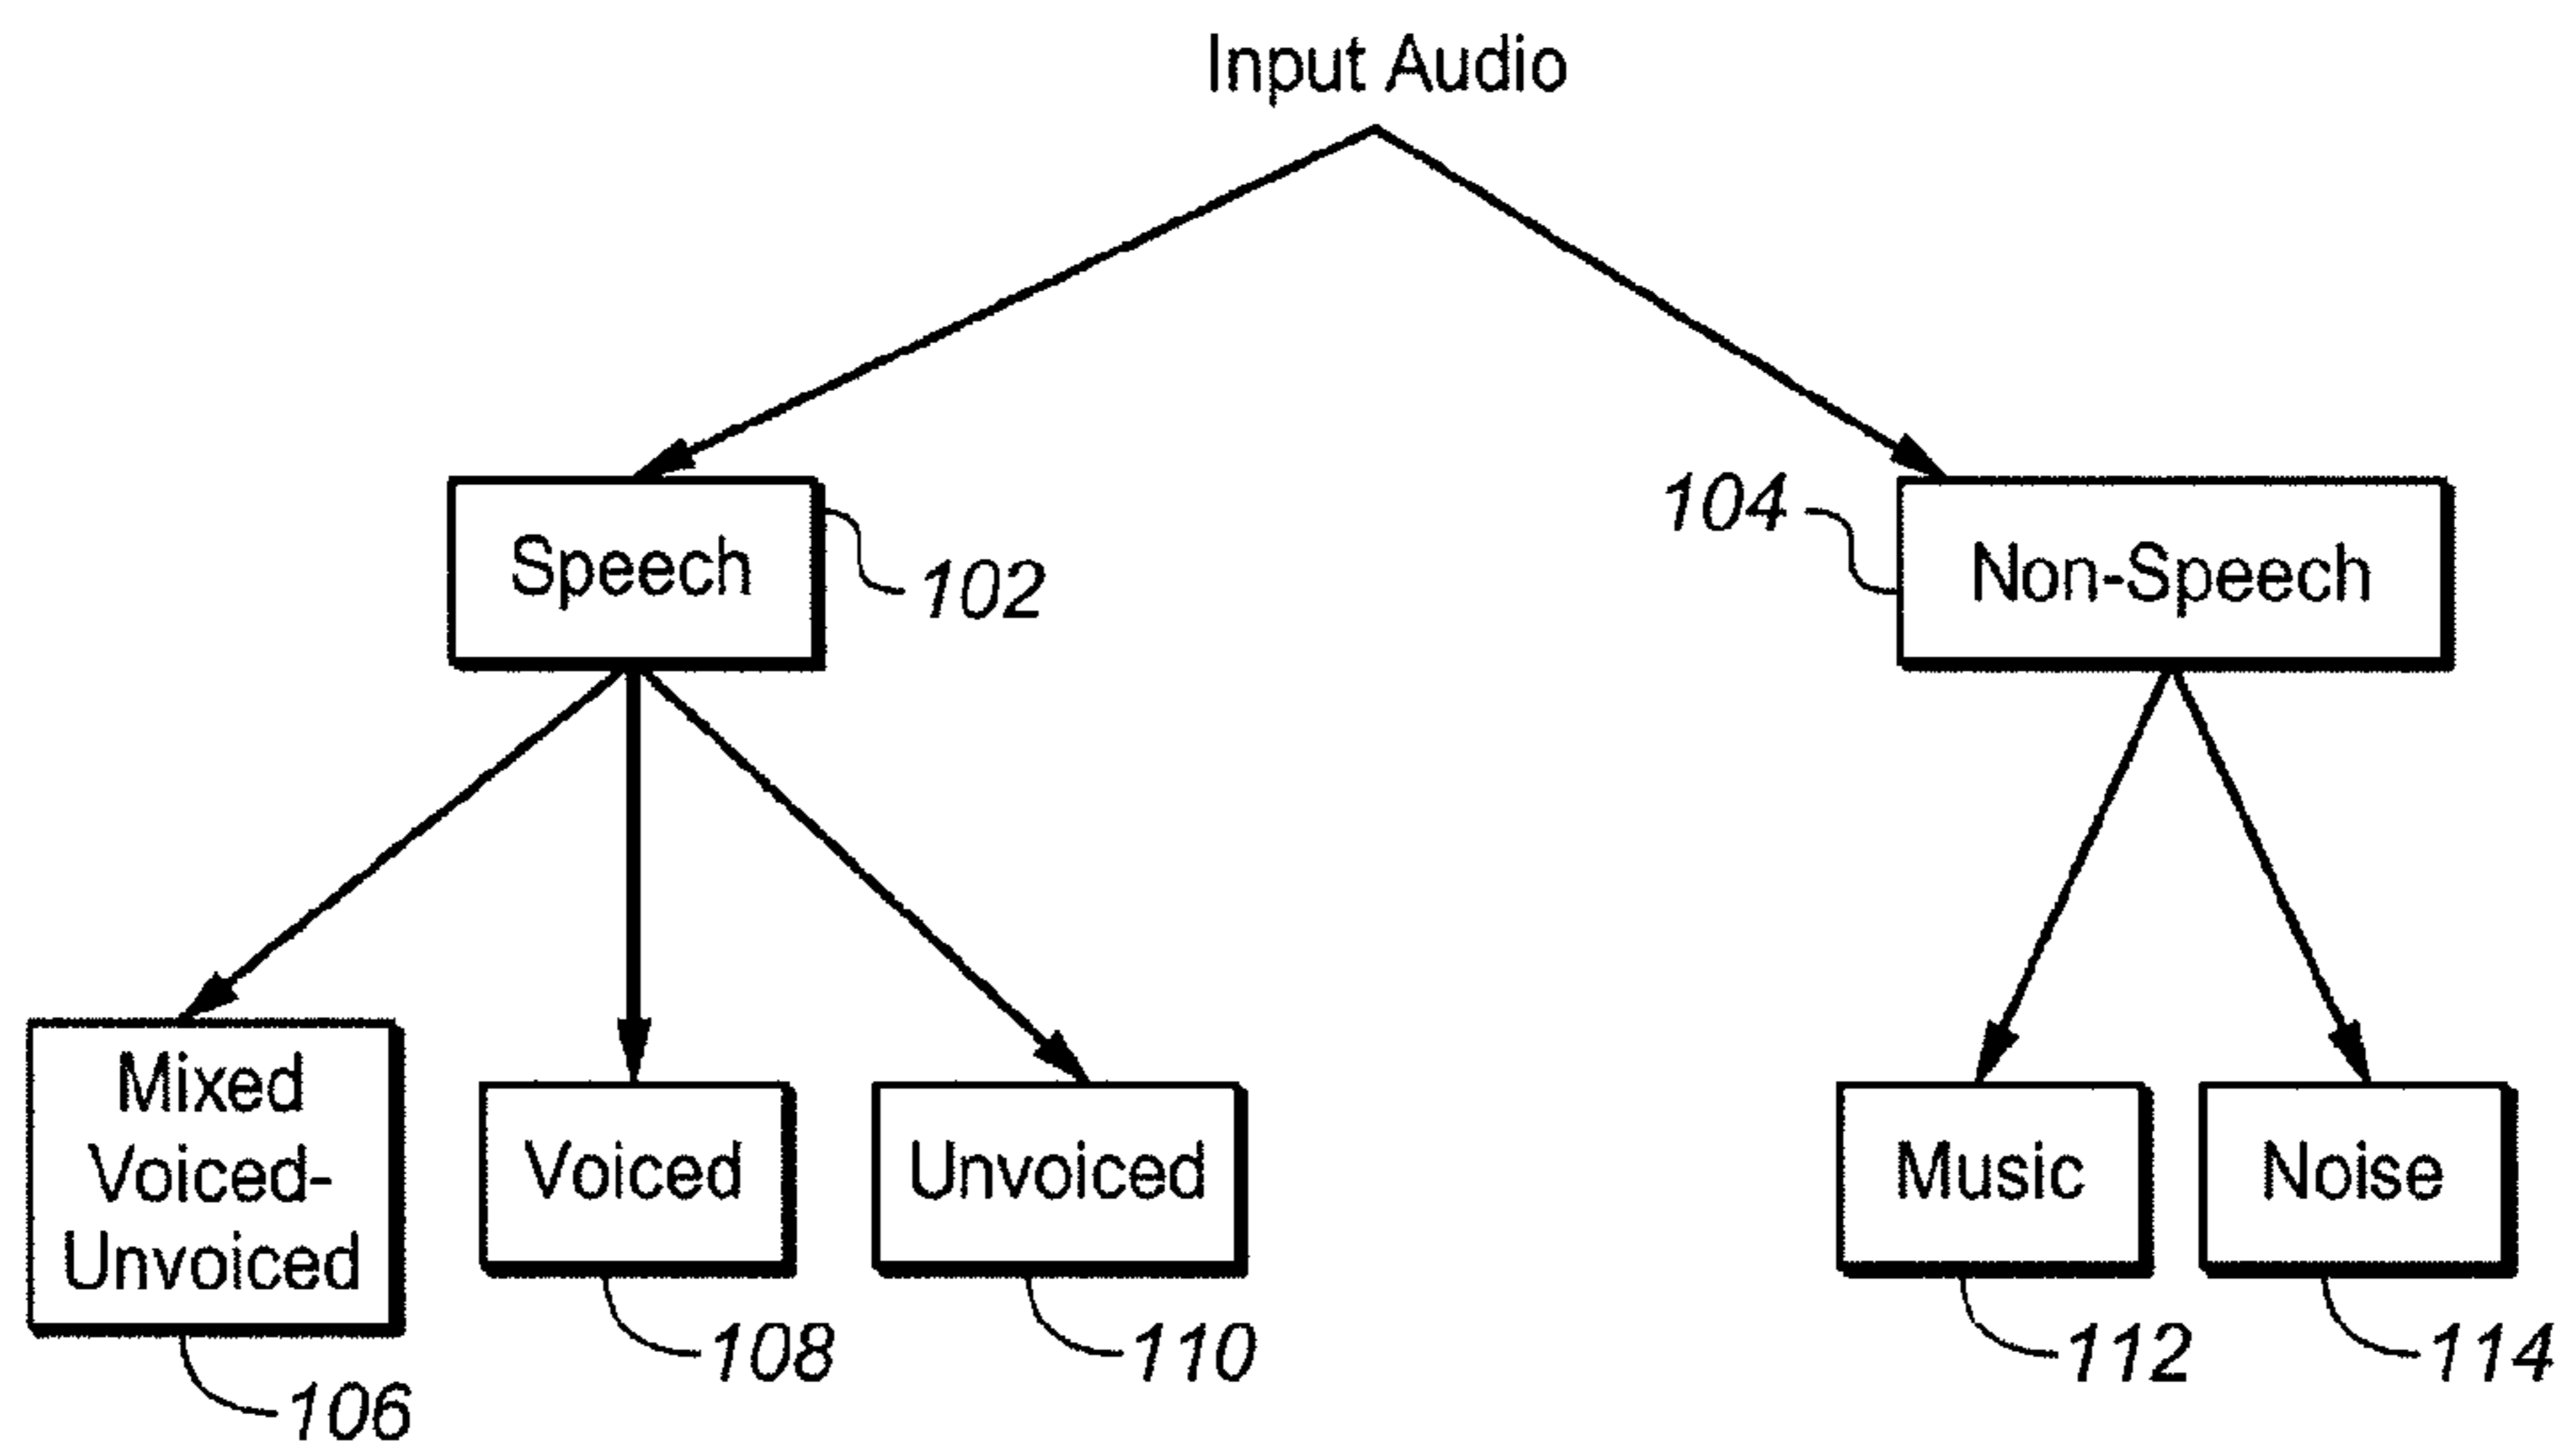 Input Audio
Speech
102
104
Non-Speech
Mixed
Voiced-
Unvoiced
Voiced
Unvoiced
Music
Noise
106
108
110
112
114